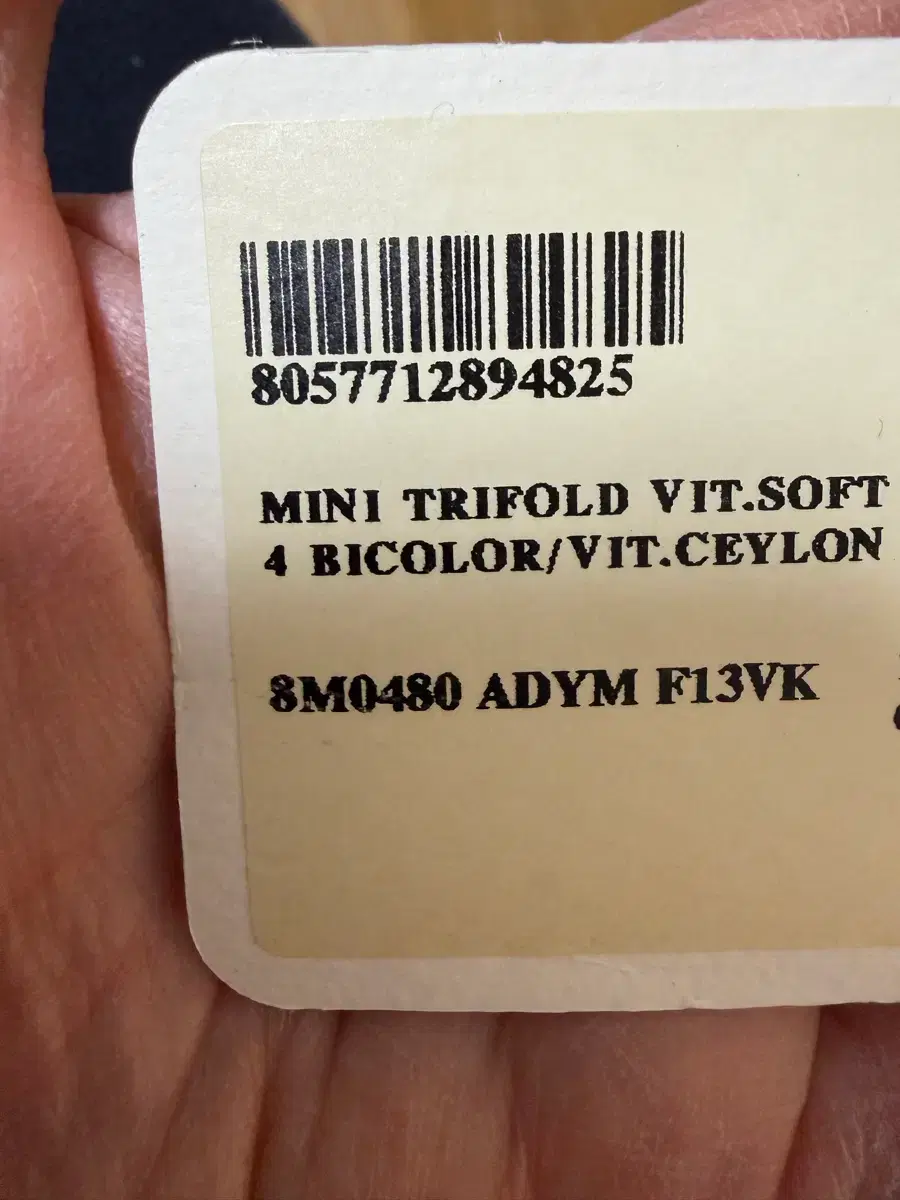 8057712894825
MINI TRIFOLD VIT.SOFT
4 BICOLOR/VIT.CEYLON
8M0480 ADYM F13VK